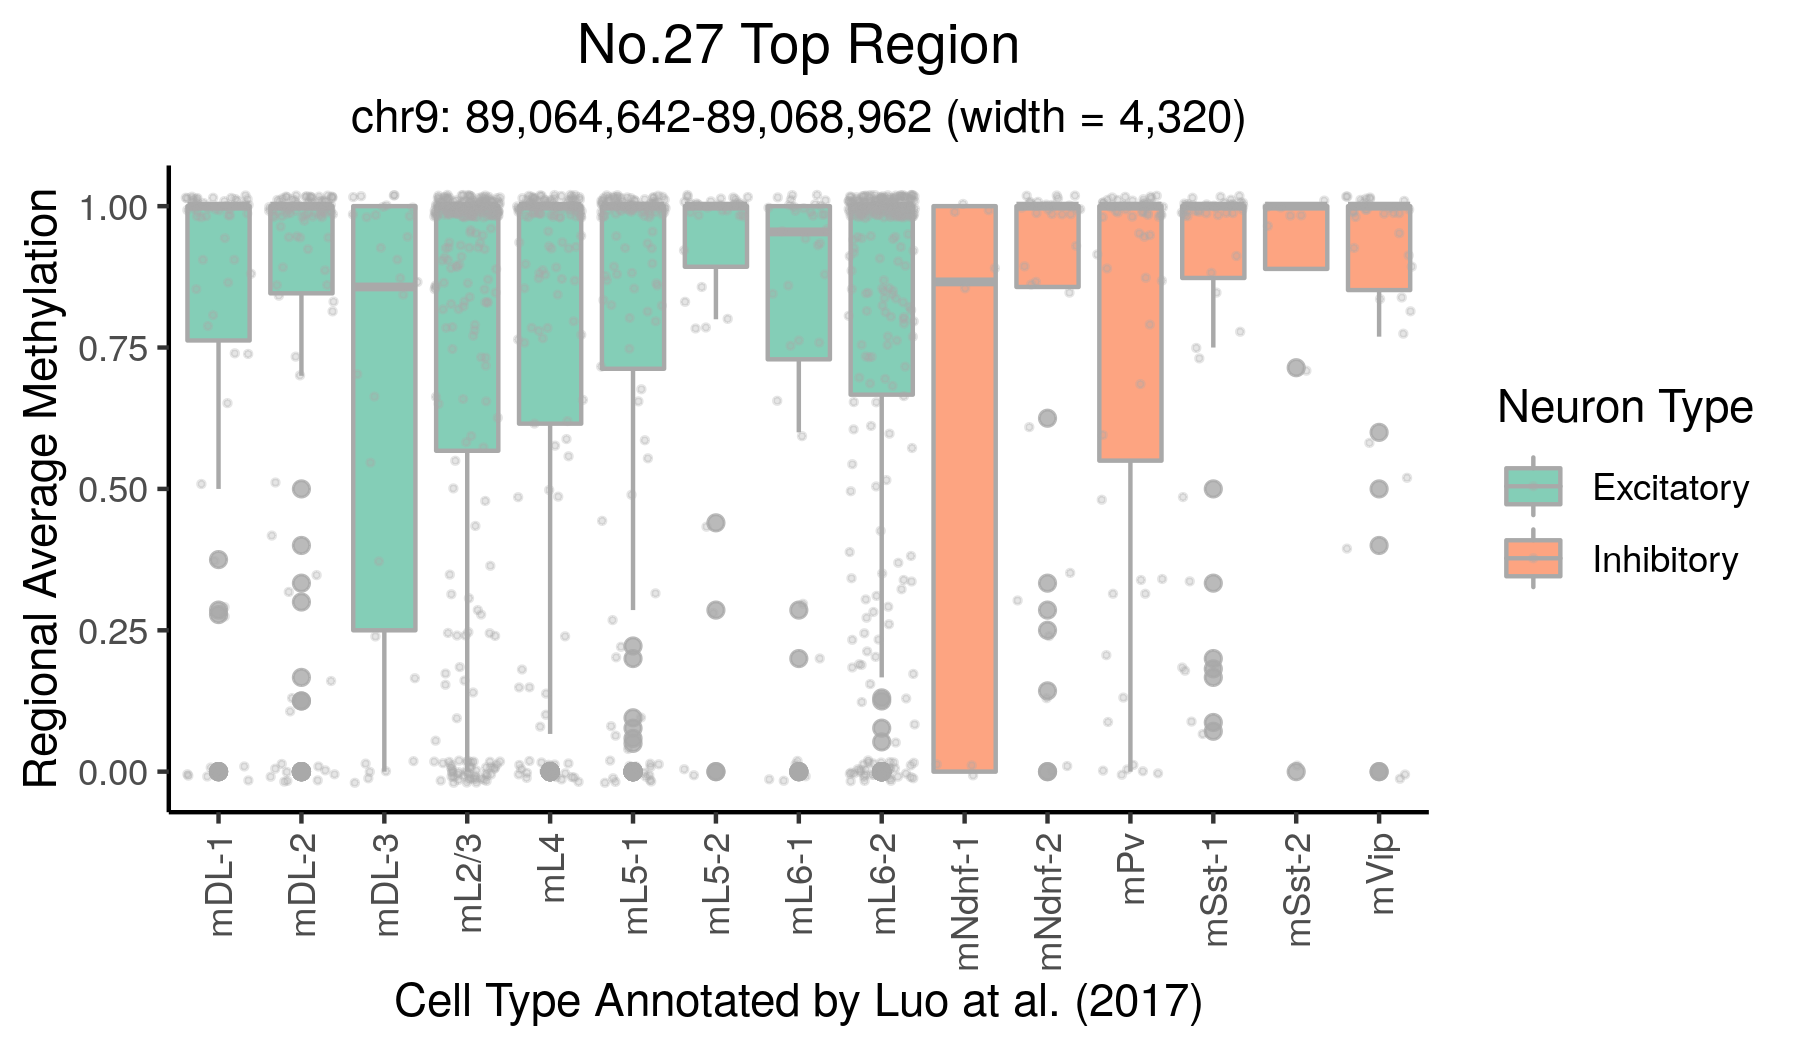 No.27 Top Region
chr9: 89,064,642-89,068,962 (width = 4,320)
Regional Average Methylation
1.00
0.75
0.50
0.25
0.00
mDL-1
mDL-2
mDL-3
mL2/3
mL4
mL5-1
mL5-2
mL6-1
mL6-2
mNdnf-1
mNdnf-2
mPv
mSst-1
mSst-2
mVip
Cell Type Annotated by Luo at al. (2017)
Neuron Type
Excitatory
Inhibitory